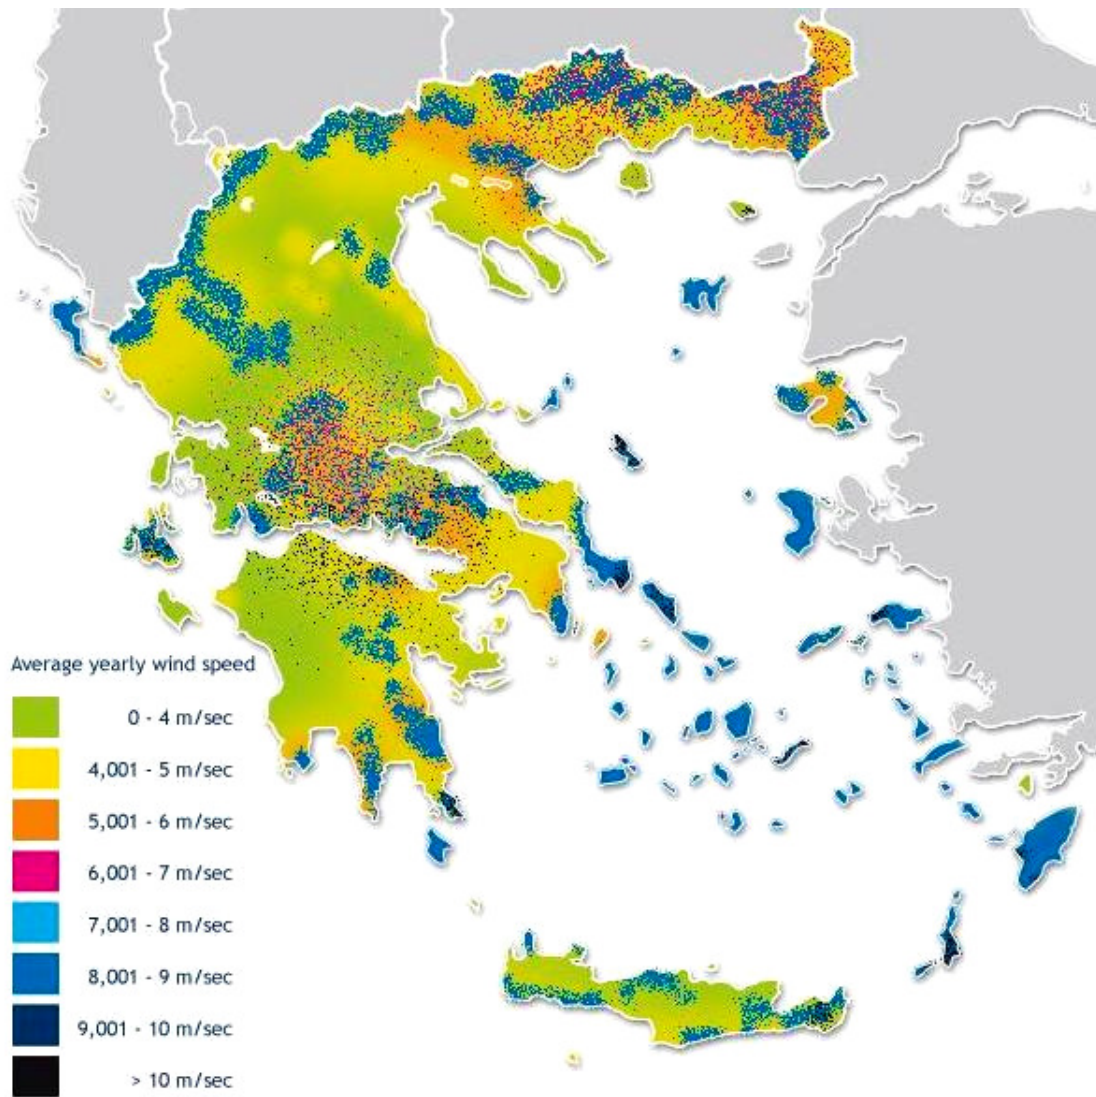 Average yearly wind speed
0 - 4 m/sec
4,001 - 5 m/sec
5,001 - 6 m/sec
6,001 - 7 m/sec
7,001 - 8 m/sec
8,001 - 9 m/sec
9,001 - 10 m/sec
> 10 m/sec